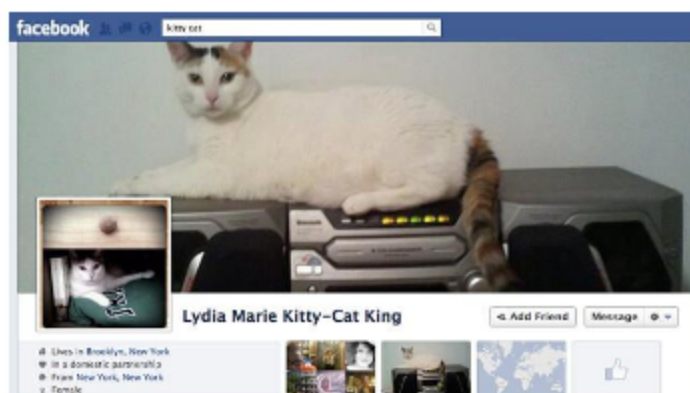 facebook
kitty cat
Lydia Marie Kitty-Cat King
Add Friend
Message
Lives in Brooklyn, New York
In a domestic partnership
From New York, New York
Female